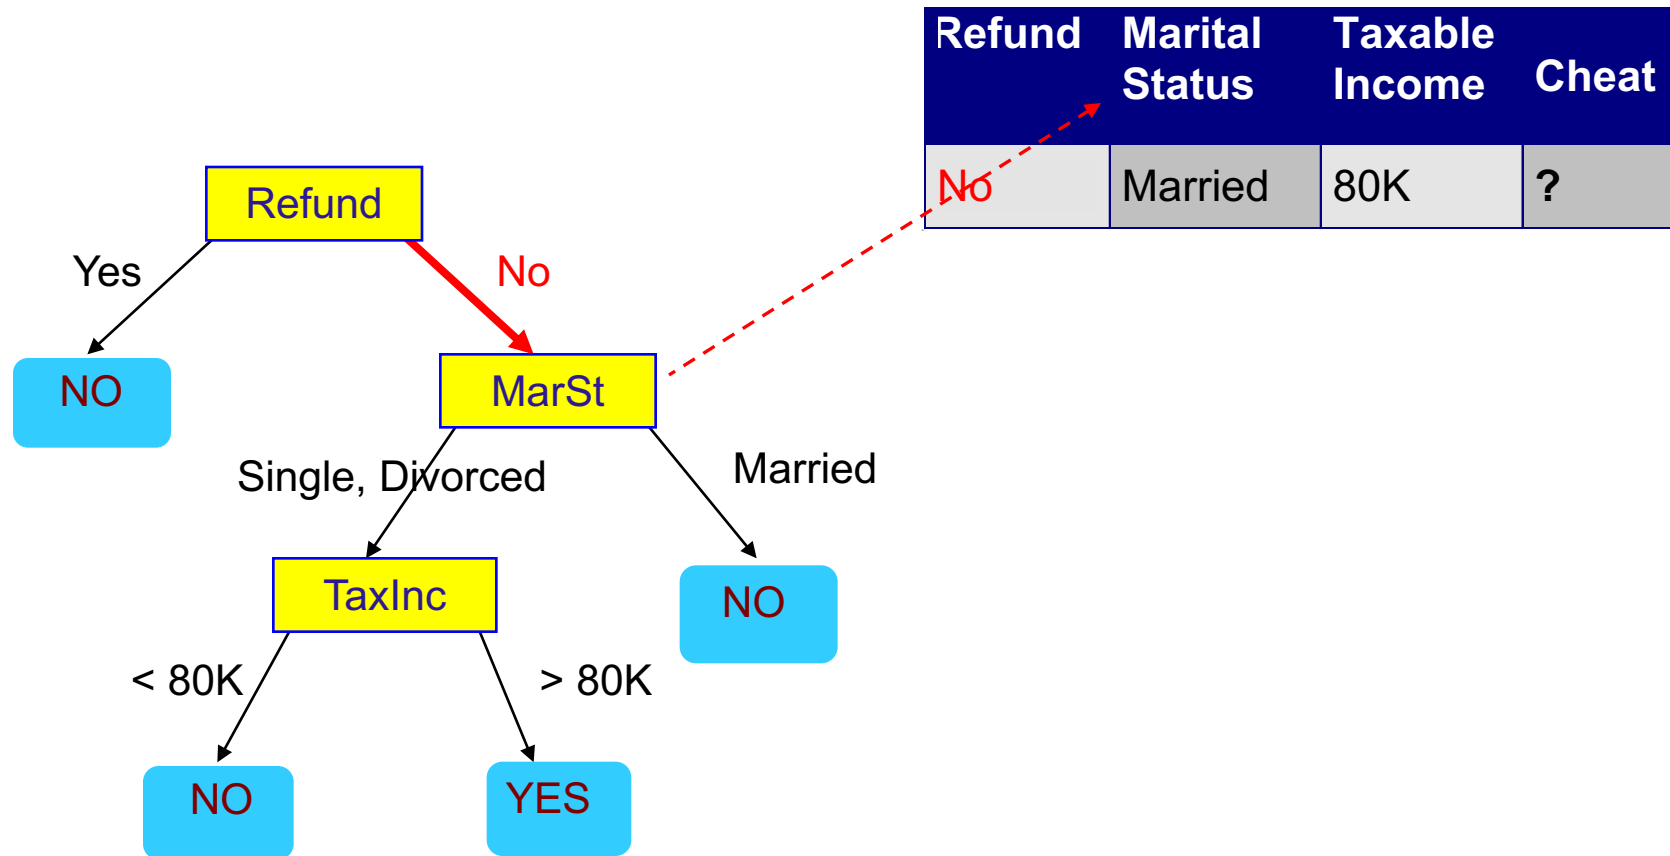 Refund Marital Status Taxable Income Cheat
No Married 80K ?
Refund
Yes No
NO
MarSt
Single, Divorced Married
TaxInc
NO
< 80K > 80K
NO YES